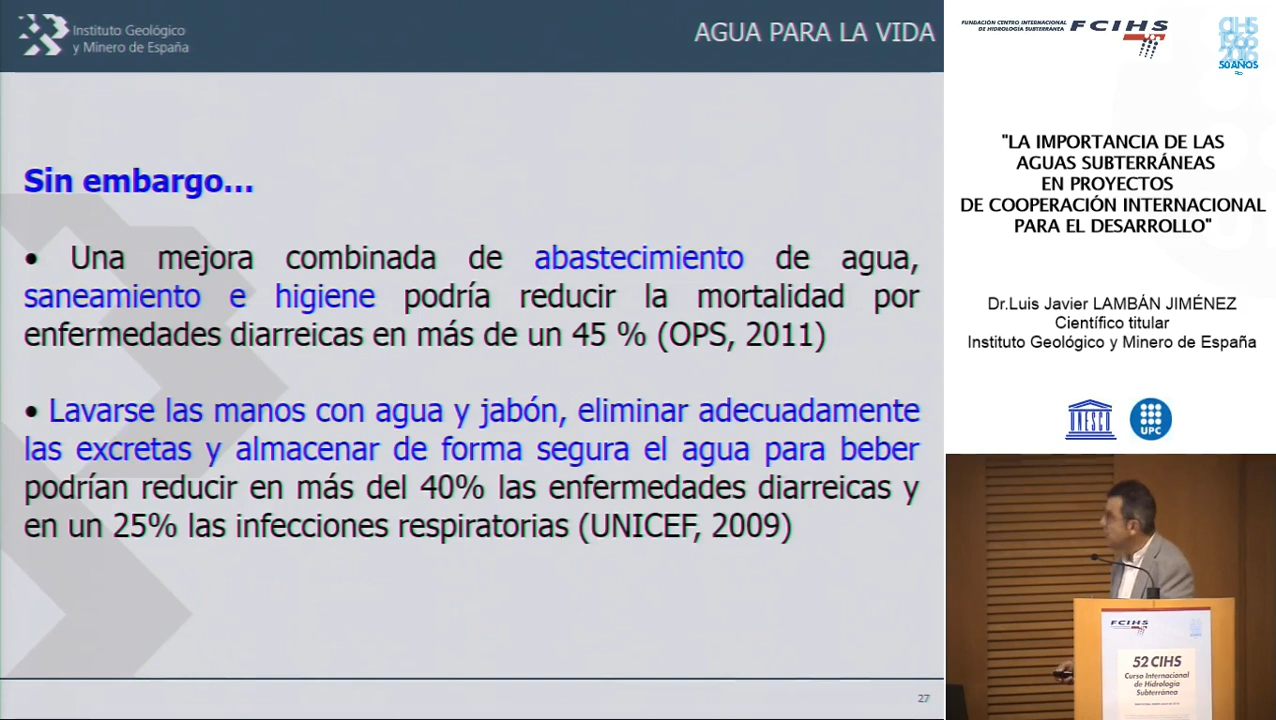 Instituto Geológico
y Minero de España
AGUA PARA LA VIDA
Sin embargo...
• Una mejora combinada de abastecimiento de agua,
saneamiento e higiene podría reducir la mortalidad por
enfermedades diarreicas en más de un 45 % (OPS, 2011)
• Lavarse las manos con agua y jabón, eliminar adecuadamente
las excretas y almacenar de forma segura el agua para beber
podrían reducir en más del 40% las enfermedades diarreicas y
en un 25% las infecciones respiratorias (UNICEF, 2009)
27
FUNDACIÓN CENTRO INTERNACIONAL
DE HIDROLOGÍA SUBTERRÁNEA
FCIHS
CIHS
1966
2016
50 AÑOS
"LA IMPORTANCIA DE LAS
AGUAS SUBTERRÁNEAS
EN PROYECTOS
DE COOPERACIÓN INTERNACIONAL
PARA EL DESARROLLO"
Dr.Luis Javier LAMBÁN JIMÉNEZ
Científico titular
Instituto Geológico y Minero de España
UNESCO
UPC
FCIHS
52 CIHS
Curso Internacional
de Hidrología
Subterránea